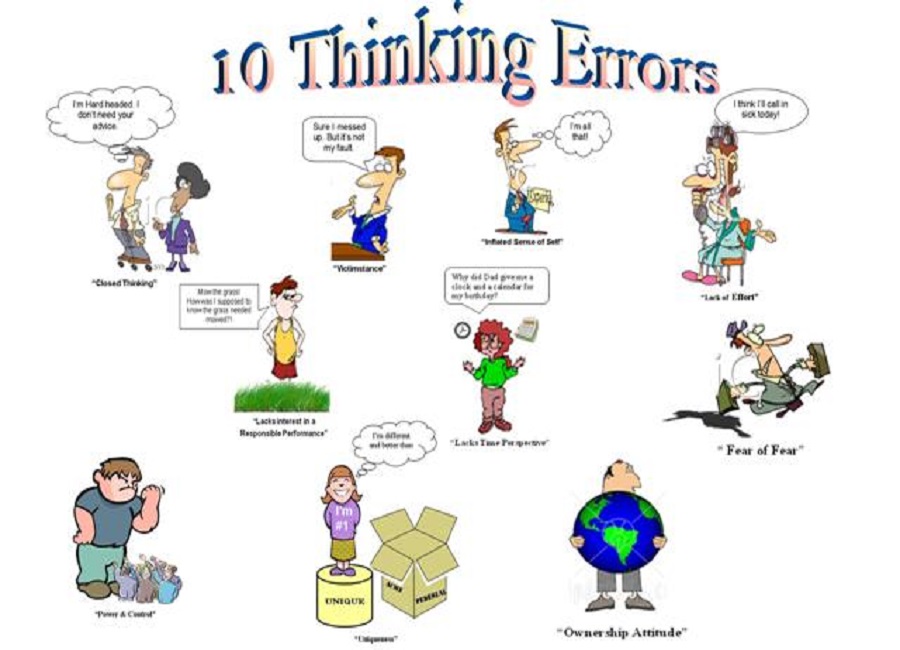 10 Thinking Errors
I'm Hard headed. I
don't need your
advice.
Sure I messed
up. But it's not
my fault.
I'm all
that!
I think I'll call in
sick today!
"Closed Thinking"
"Victimstance"
"Inflated Sense of Self"
"Lack of Effort"
Mow the grass!
How was I supposed to
know the grass needed
mowed?!
Why did Dad give me a
clock and a calendar for
my birthday?
"Lacks interest in a
Responsible Performance"
"Lacks Time Perspective"
" Fear of Fear"
I'm different
and better than
I'm
#1
UNIQUE
"Power & Control"
"Uniqueness"
"Ownership Attitude"